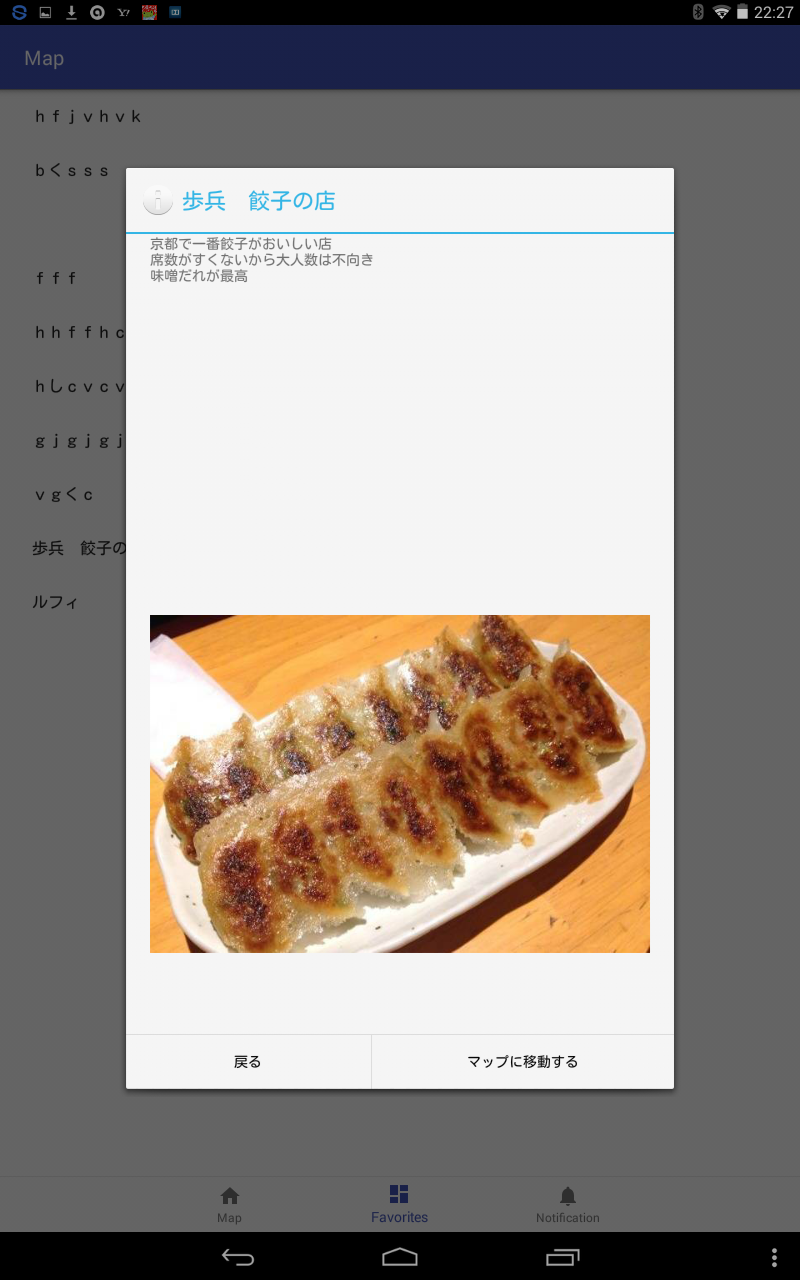 22:27
Map
ｈｆｊｖｈｖｋ
ｂくｓｓｓ
ｆｆｆ
ｈｈｆｆｈｃ
ｈしｃｖｃｖ
ｇｊｇｊｇｊ
ｖｇくｃ
歩兵　餃子の
ルフィ
歩兵　餃子の店
京都で一番餃子がおいしい店
席数がすくないから大人数は不向き
味噌だれが最高
戻る
マップに移動する
Map
Favorites
Notification